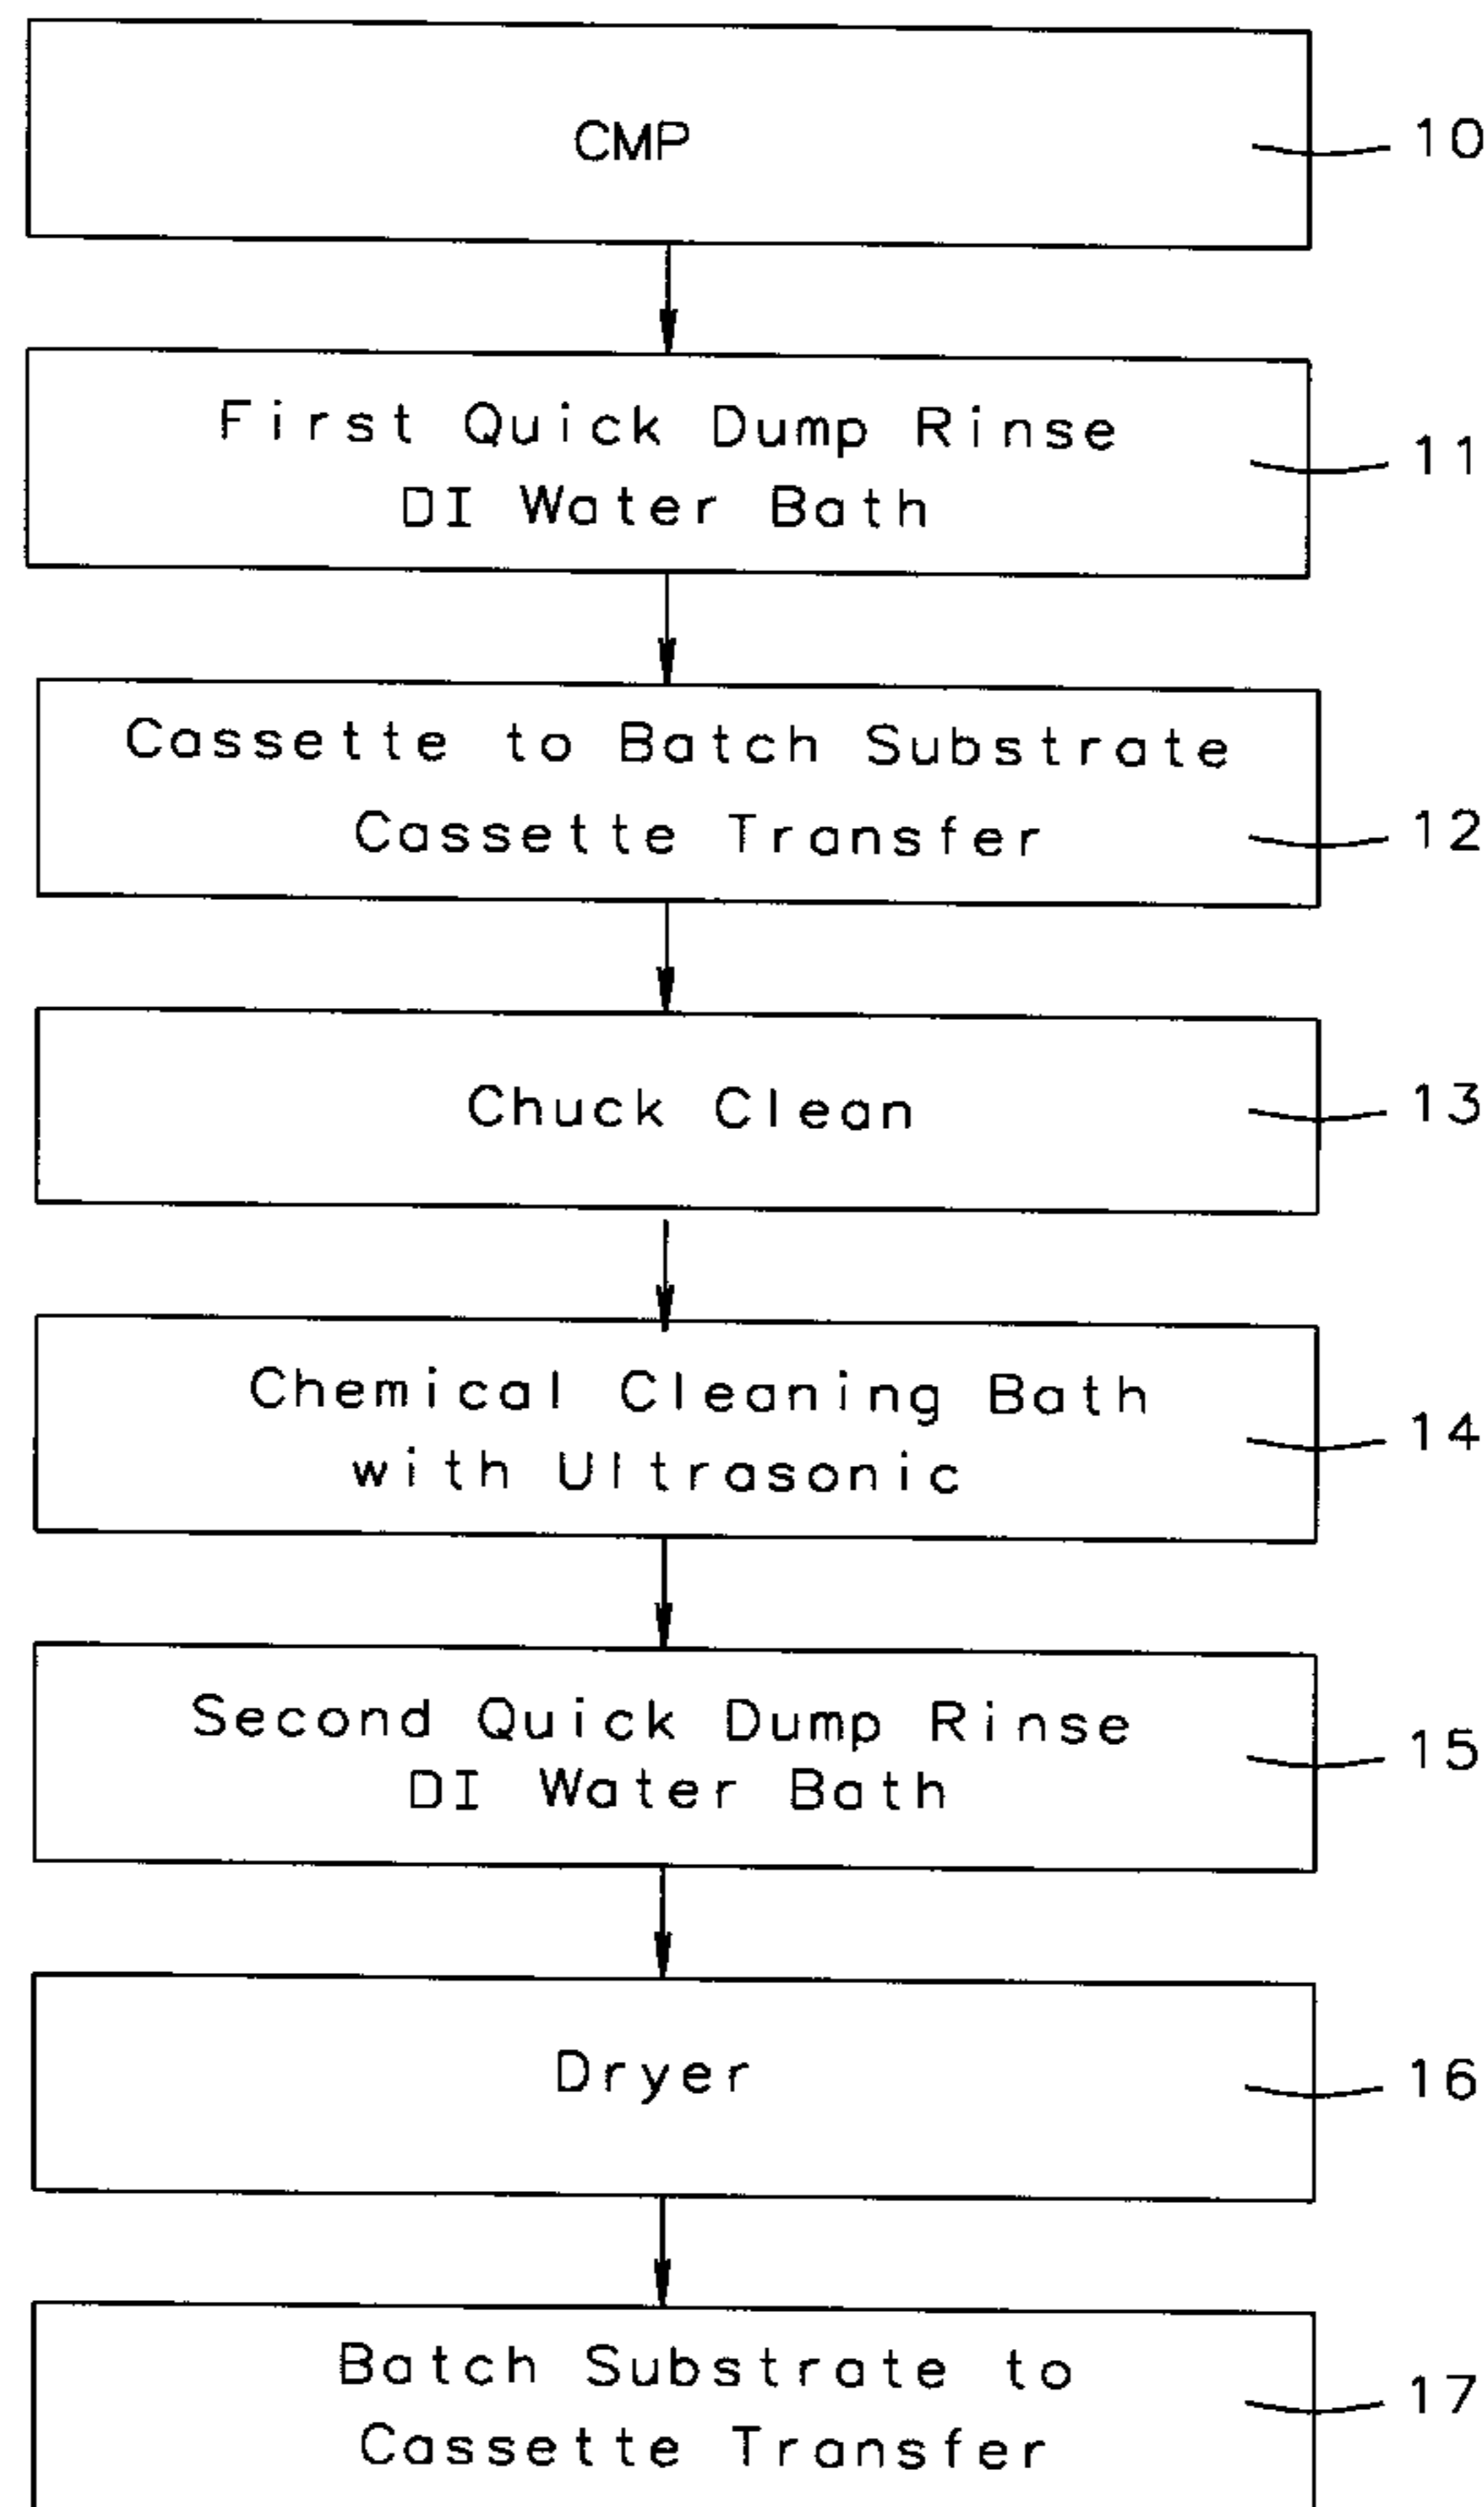 CMP
10
First Quick Dump Rinse
DI Water Bath
11
Cassette to Batch Substrate
Cassette Transfer
12
Chuck Clean
13
Chemical Cleaning Bath
with Ultrasonic
14
Second Quick Dump Rinse
DI Water Bath
15
Dryer
16
Batch Substrate to
Cassette Transfer
17